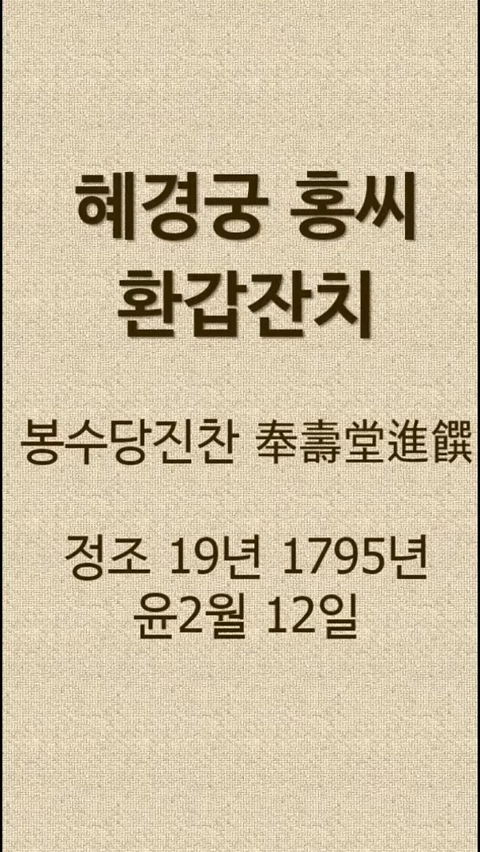 혜경궁 홍씨
환갑잔치
봉수당진찬 奉壽堂進饌
정조 19년 1795년
윤2월 12일